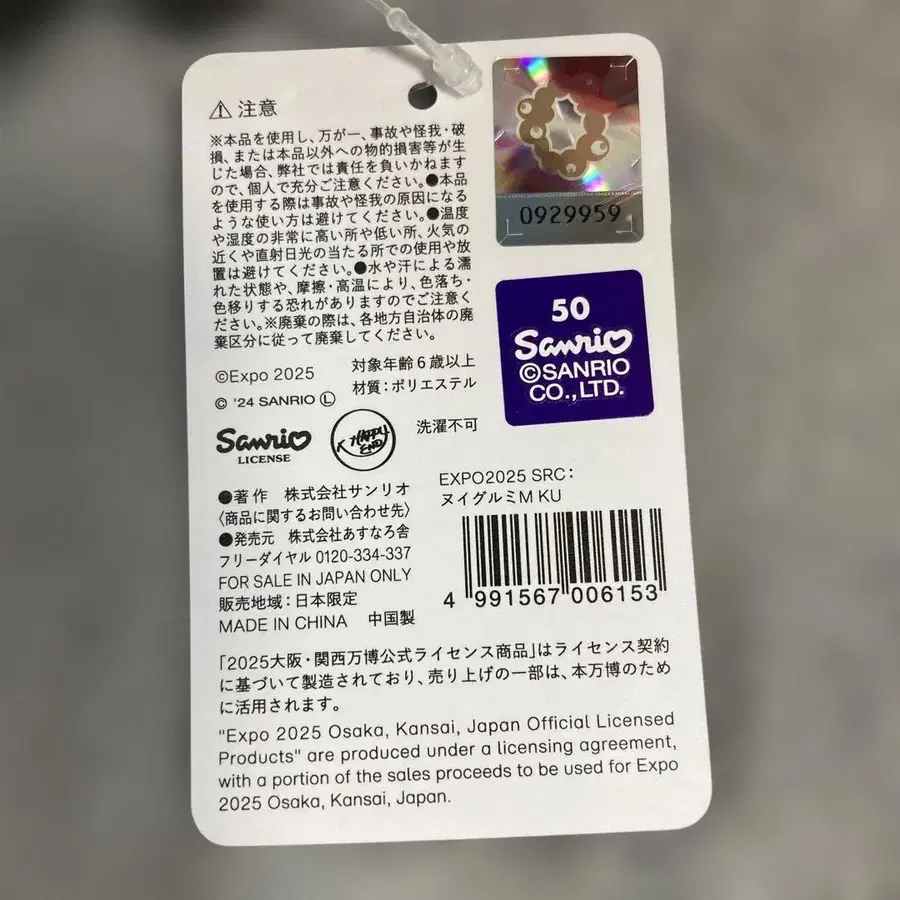 ⚠ 注意
※本品を使用し、万が一、事故や怪我・破
損、または本品以外への物的損害等が生
じた場合、弊社では責任を負いかねます
ので、個人で充分ご注意ください。●本品
を使用する際は事故や怪我の原因になる
ような使い方は避けてください。●温度
や湿度の非常に高い所や低い所、火気の
近くや直射日光の当たる所での使用や放
置は避けてください。●水や汗による濡
れた状態や、摩擦・高温により、色落ち・
色移りする恐れがありますのでご注意く
ださい。※廃棄の際は、各地方自治体の廃
棄区分に従って廃棄してください。
0929959
50
Sanrio
©SANRIO
CO., LTD.
©Expo 2025
対象年齢6歳以上
© '24 SANRIO Ⓛ
材質：ポリエステル
Sanrio
LICENSE
HAPPY
END
洗濯不可
●著作 株式会社サンリオ
〈商品に関するお問い合わせ先〉
●発売元 株式会社あすなろ舎
フリーダイヤル 0120-334-337
FOR SALE IN JAPAN ONLY
販売地域：日本限定
MADE IN CHINA 中国製
EXPO2025 SRC：
ヌイグルミM KU
4 991567 006153
「2025大阪・関西万博公式ライセンス商品」はライセンス契約
に基づいて製造されており、売り上げの一部は、本万博のため
に活用されます。
"Expo 2025 Osaka, Kansai, Japan Official Licensed
Products" are produced under a licensing agreement,
with a portion of the sales proceeds to be used for Expo
2025 Osaka, Kansai, Japan.